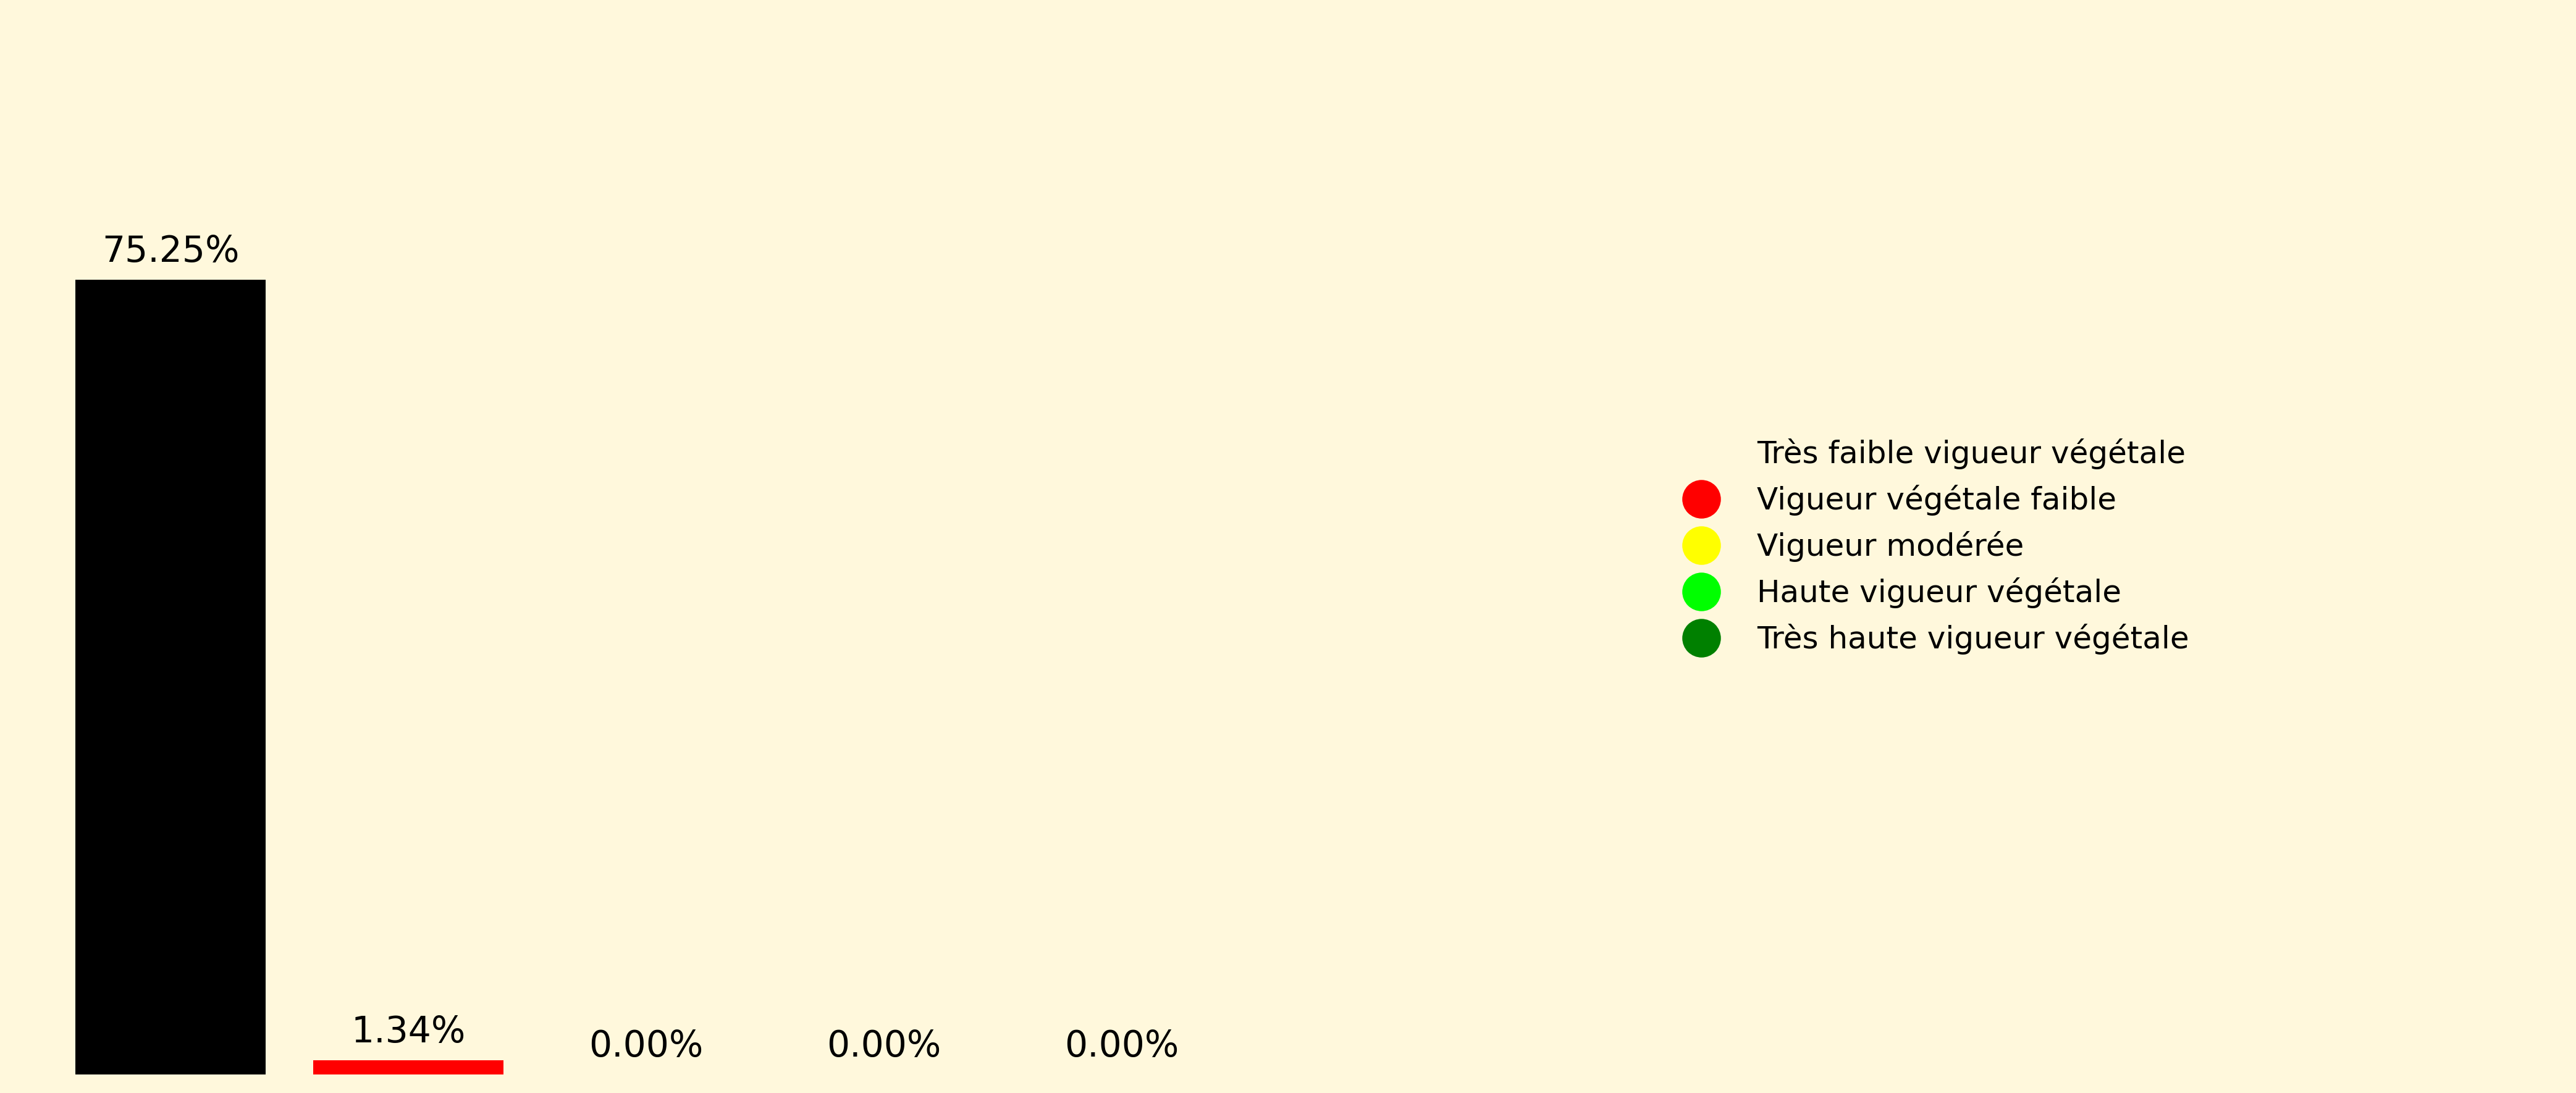 75.25%
1.34%
0.00%
0.00%
0.00%
Très faible vigueur végétale
Vigueur végétale faible
Vigueur modérée
Haute vigueur végétale
Très haute vigueur végétale